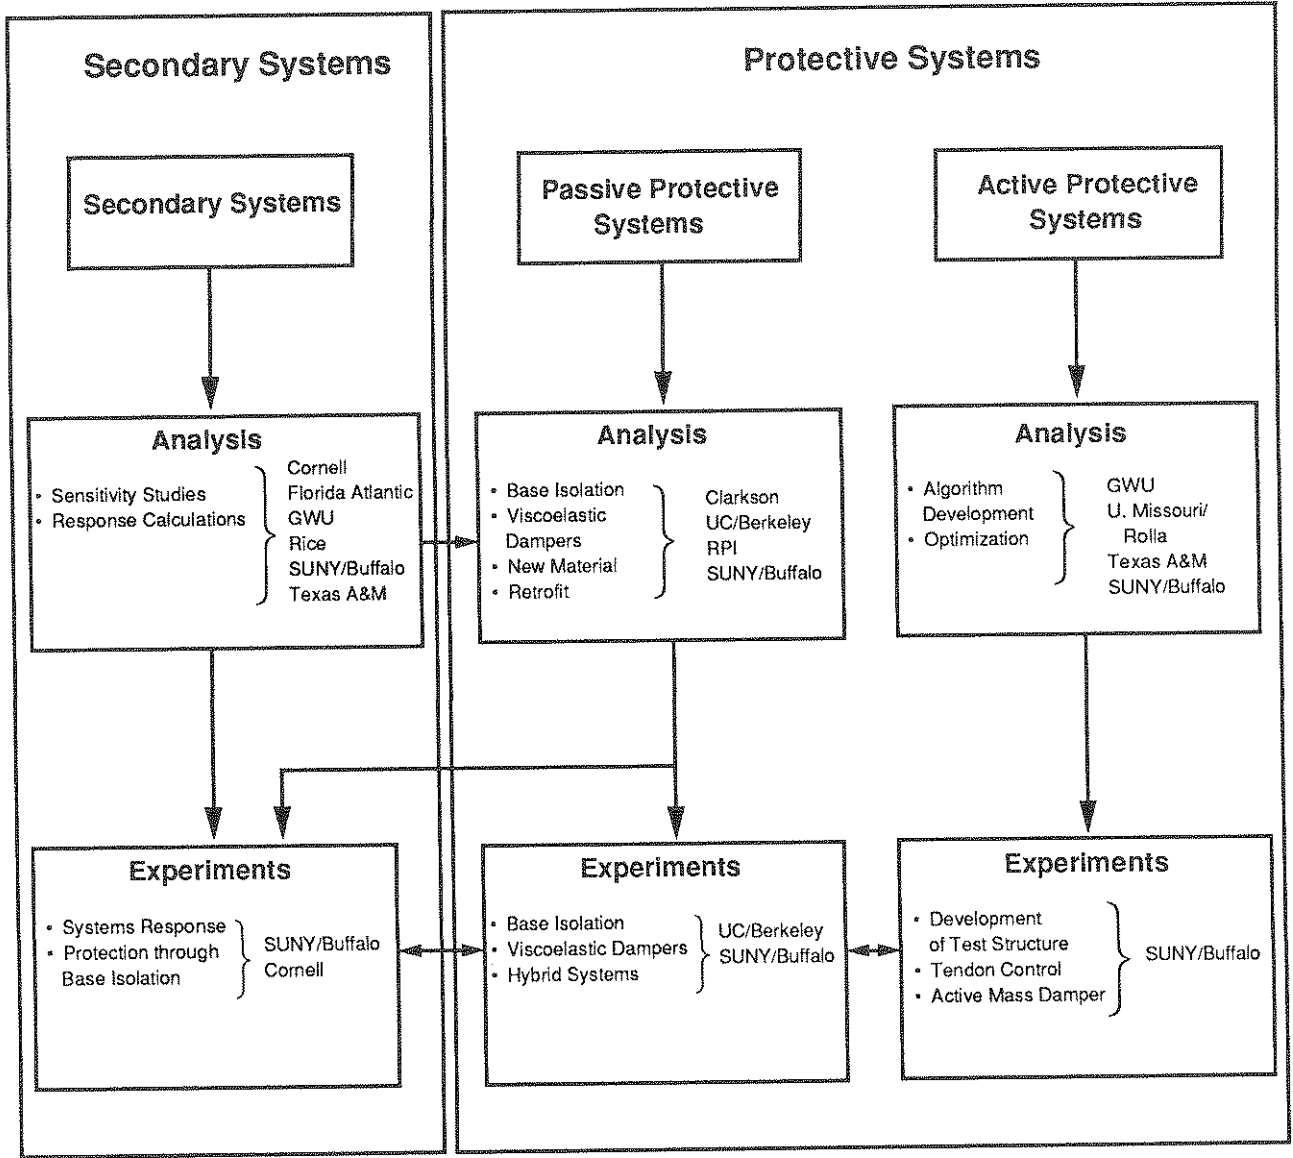 Secondary Systems
Protective Systems
Secondary Systems
Passive Protective
Systems
Active Protective
Systems
Analysis
• Sensitivity Studies
• Response Calculations
Cornell
Florida Atlantic
GWU
Rice
SUNY/Buffalo
Texas A&M
Analysis
• Base Isolation
• Viscoelastic
Dampers
• New Material
• Retrofit
Clarkson
UC/Berkeley
RPI
SUNY/Buffalo
Analysis
• Algorithm
Development
• Optimization
GWU
U. Missouri/
Rolla
Texas A&M
SUNY/Buffalo
Experiments
• Systems Response
• Protection through
Base Isolation
SUNY/Buffalo
Cornell
Experiments
• Base Isolation
• Viscoelastic Dampers
• Hybrid Systems
UC/Berkeley
SUNY/Buffalo
Experiments
• Development
of Test Structure
• Tendon Control
• Active Mass Damper
SUNY/Buffalo